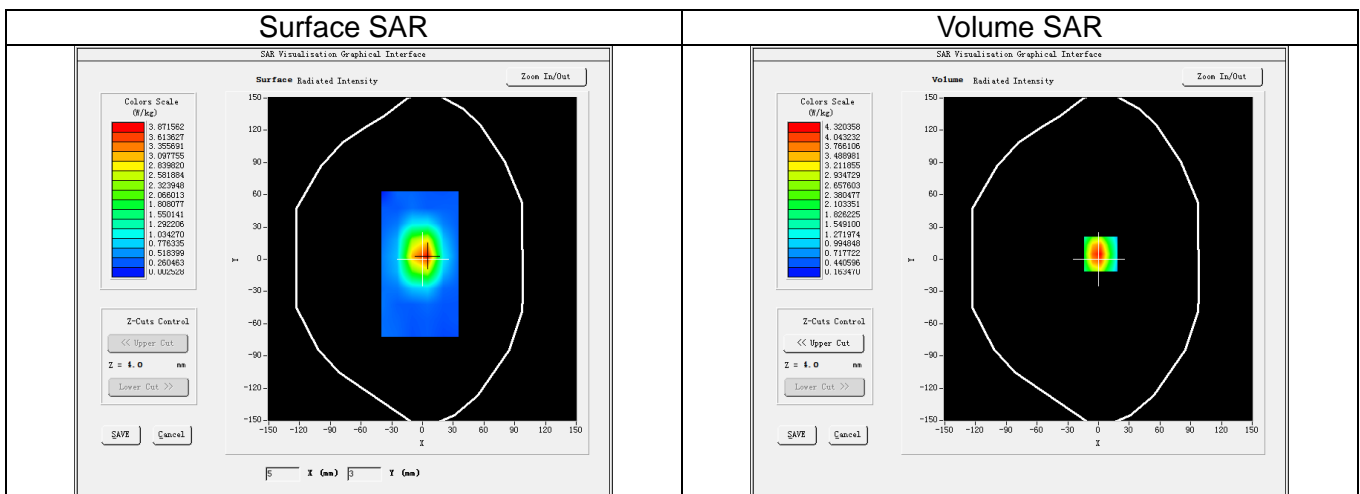 Surface SAR
SAR Visualisation Graphical Interface
Surface Radiated Intensity
Zoom In/Out
Colors Scale
(W/kg)
3.871562
3.613627
3.355691
3.097755
2.839820
2.581884
2.323948
2.066013
1.808077
1.550141
1.292206
1.034270
0.776335
0.518399
0.260463
0.002528
Z-Cuts Control
<< Upper Cut
Z = 4.0 mm
Lower Cut >>
SAVE Cancel
150
120
90
60
30
0
-30
-60
-90
-120
-150
Y
-150 -120 -90 -60 -30 0 30 60 90 120 150
X
5 X (mm) 3 Y (mm)
Volume SAR
SAR Visualisation Graphical Interface
Volume Radiated Intensity
Zoom In/Out
Colors Scale
(W/kg)
4.320358
4.043232
3.766106
3.488981
3.211855
2.934729
2.657603
2.380477
2.103351
1.826225
1.549100
1.271974
0.994848
0.717722
0.440596
0.163470
Z-Cuts Control
<< Upper Cut
Z = 4.0 mm
Lower Cut >>
SAVE Cancel
150
120
90
60
30
0
-30
-60
-90
-120
-150
Y
-150 -120 -90 -60 -30 0 30 60 90 120 150
X